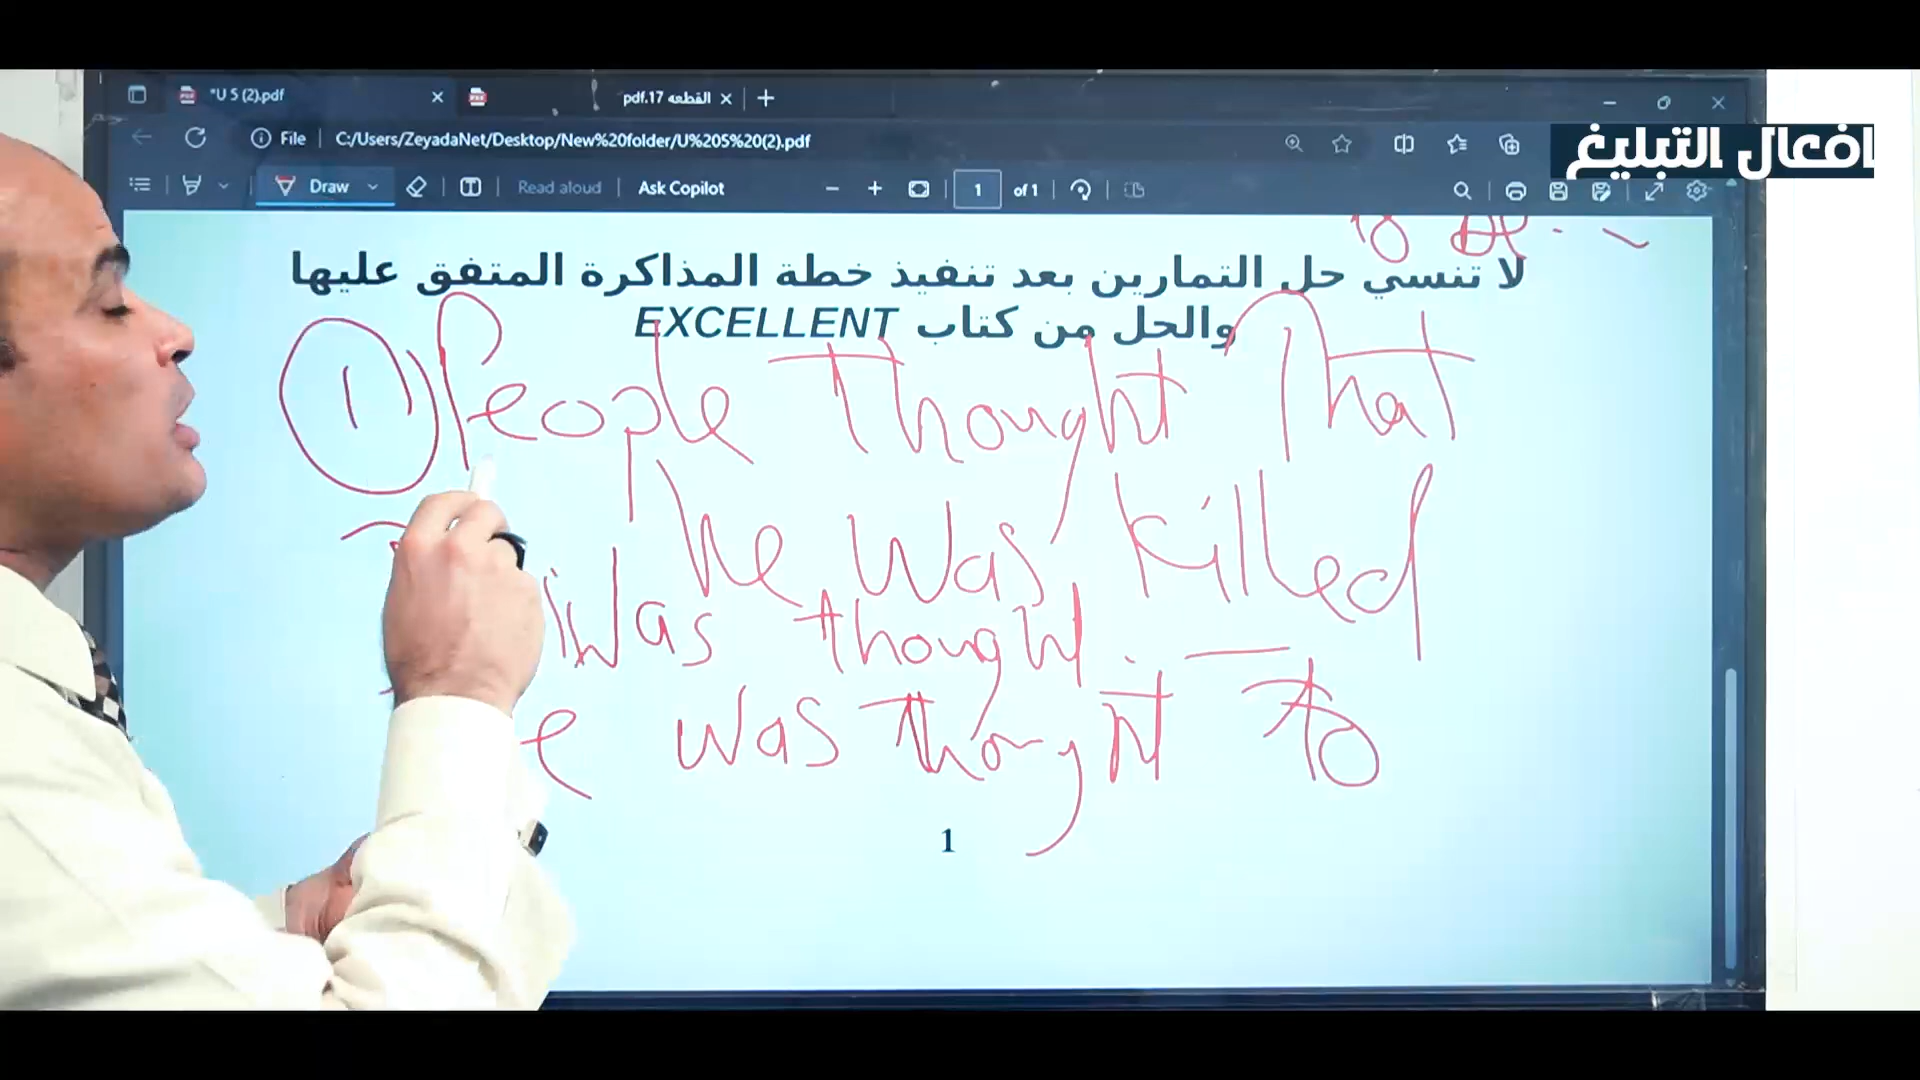 *U 5 (2).pdf
القطعه 17.pdf
File
C:/Users/ZeyadaNet/Desktop/New%20folder/U%205%20(2).pdf
افعال التبليغ
Draw
Read aloud
Ask Copilot
1
of 1
to
لا تنسي حل التمارين بعد تنفيذ خطة المذاكرة المتفق عليها
والحل من كتاب EXCELLENT
1) People thought that
he was killed
was thought
e was thought to
1